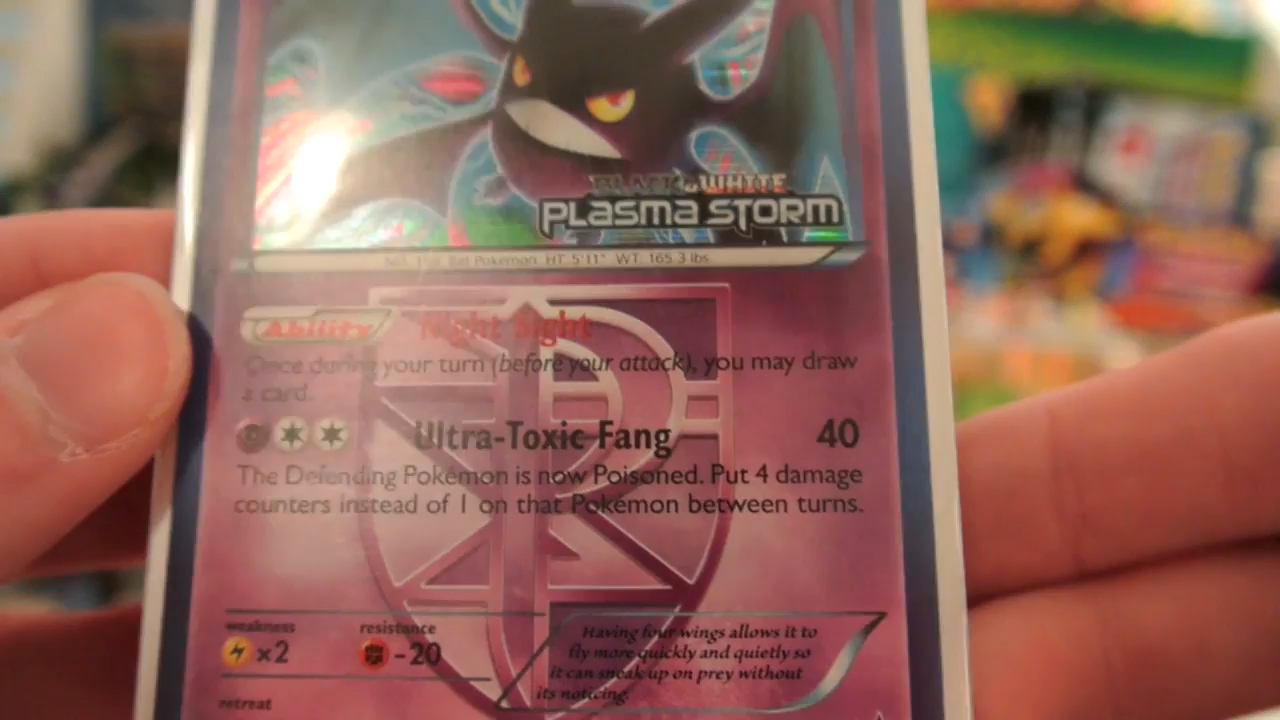 BLACK & WHITE
PLASMA STORM
Bat Pokémon HT 5'11" WT. 165.3 lbs.
Ability Night Sight
Once during your turn (before your attack), you may draw
a card.
Ultra-Toxic Fang 40
The Defending Pokémon is now Poisoned. Put 4 damage
counters instead of 1 on that Pokémon between turns.
weakness resistance
×2 -20
Having four wings allows it to
fly more quickly and quietly so
it can sneak up on prey without
its noticing.
retreat